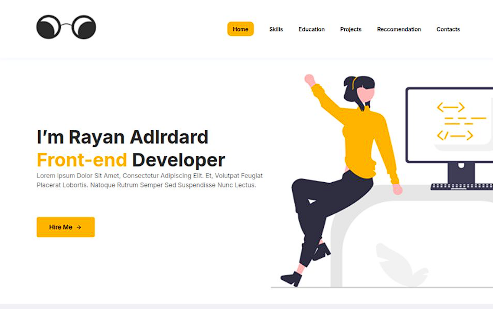 Home Skills Education Projects Reccomendation Contacts
I'm Rayan Adlrdard
Front-end Developer
Lorem Ipsum Dolor Sit Amet, Consectetur Adipiscing Elit. Et, Volutpat Feugiat
Placerat Lobortis. Natoque Rutrum Semper Sed Suspendisse Nunc Lectus.
Hire Me →